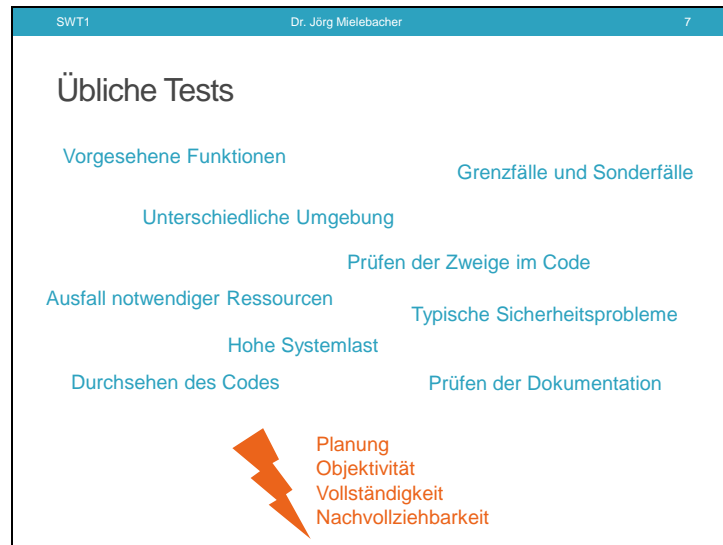 SWT1 Dr. Jörg Mielebacher 7
Übliche Tests
Vorgesehene Funktionen
Grenzfälle und Sonderfälle
Unterschiedliche Umgebung
Prüfen der Zweige im Code
Ausfall notwendiger Ressourcen
Typische Sicherheitsprobleme
Hohe Systemlast
Durchsehen des Codes
Prüfen der Dokumentation
Planung
Objektivität
Vollständigkeit
Nachvollziehbarkeit